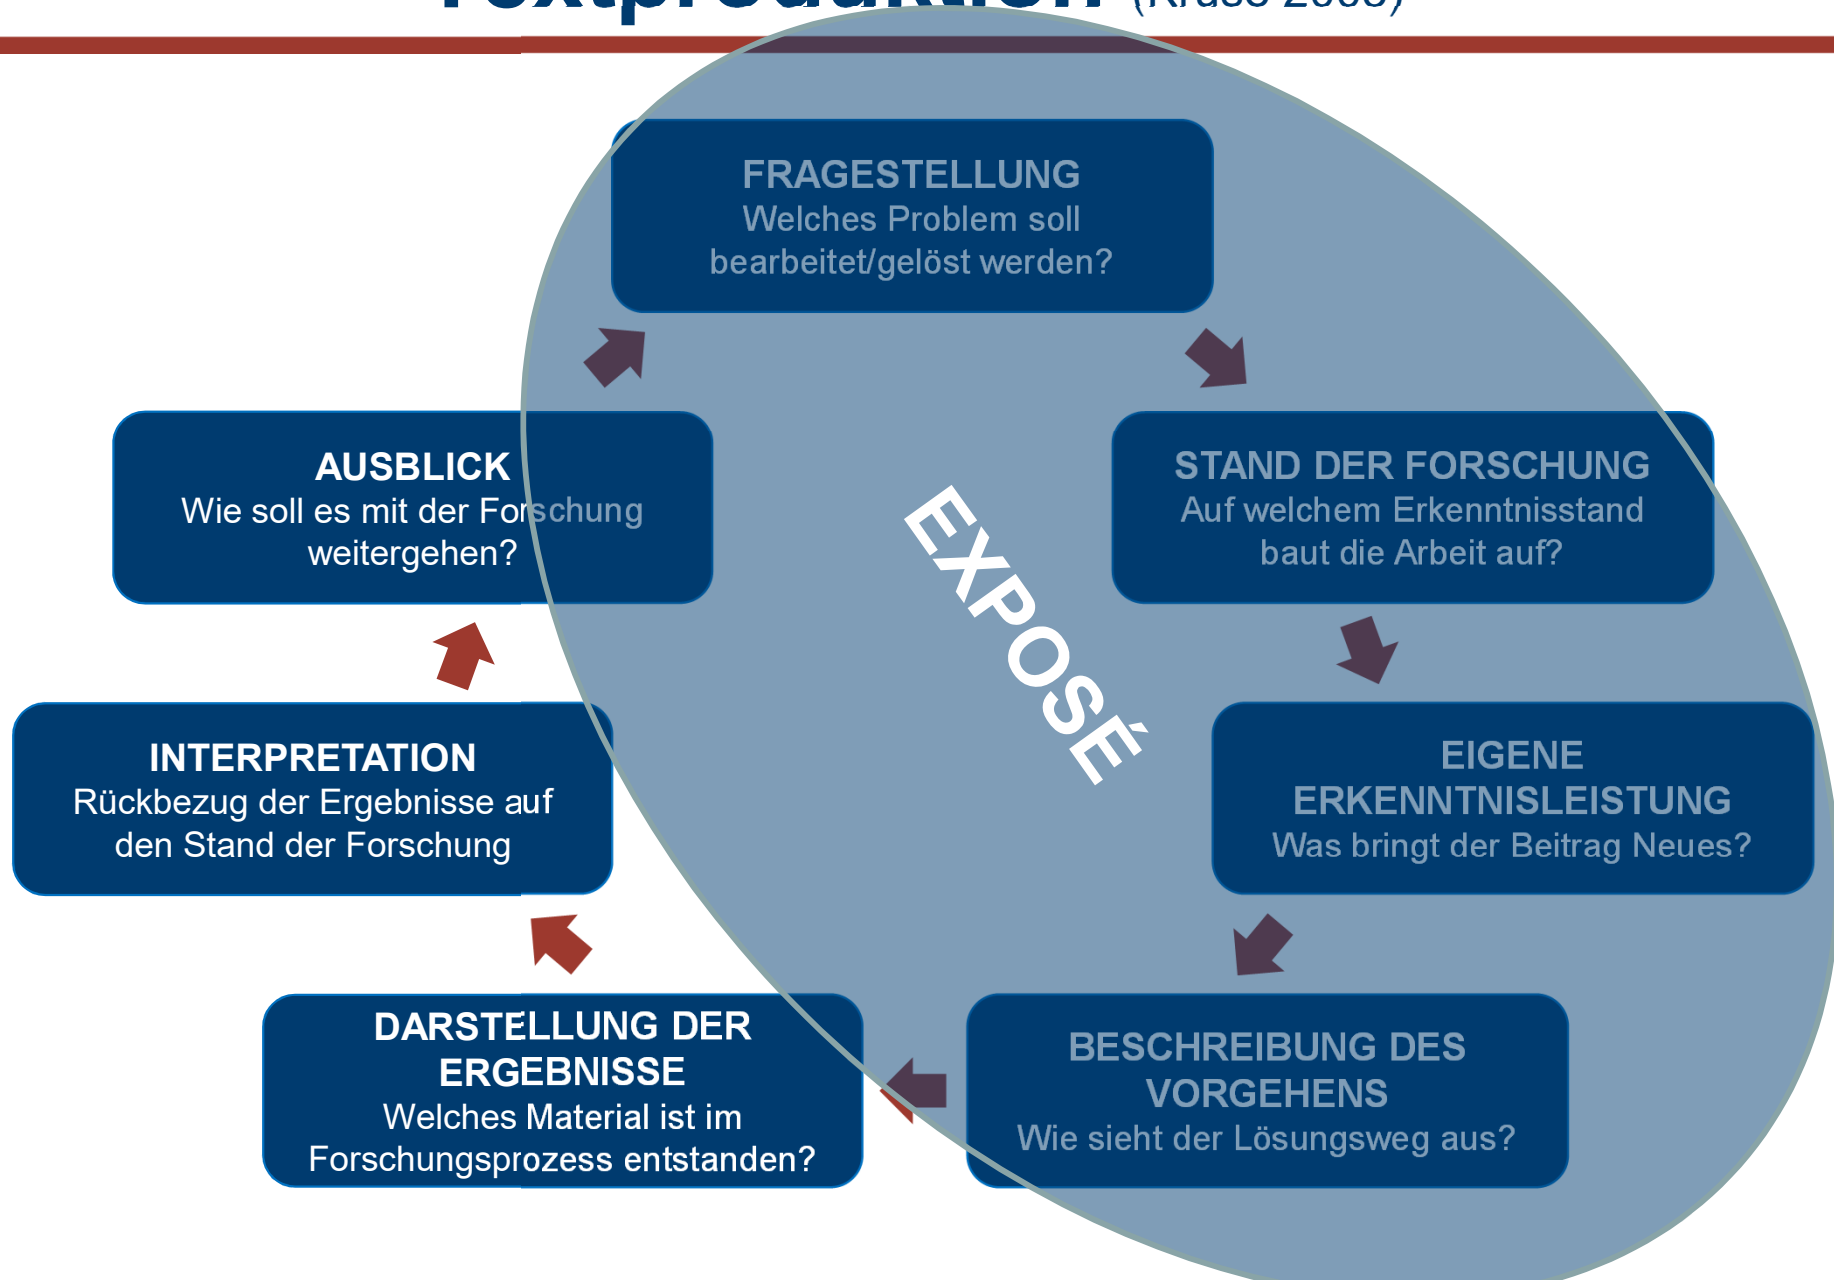 Textproduktion
FRAGESTELLUNG
Welches Problem soll
bearbeitet/gelöst werden?
STAND DER FORSCHUNG
Auf welchem Erkenntnisstand
baut die Arbeit auf?
EIGENE
ERKENNTNISLEISTUNG
Was bringt der Beitrag Neues?
BESCHREIBUNG DES
VORGEHENS
Wie sieht der Lösungsweg aus?
DARSTELLUNG DER
ERGEBNISSE
Welches Material ist im
Forschungsprozess entstanden?
INTERPRETATION
Rückbezug der Ergebnisse auf
den Stand der Forschung
AUSBLICK
Wie soll es mit der Forschung
weitergehen?
EXPOSÉ